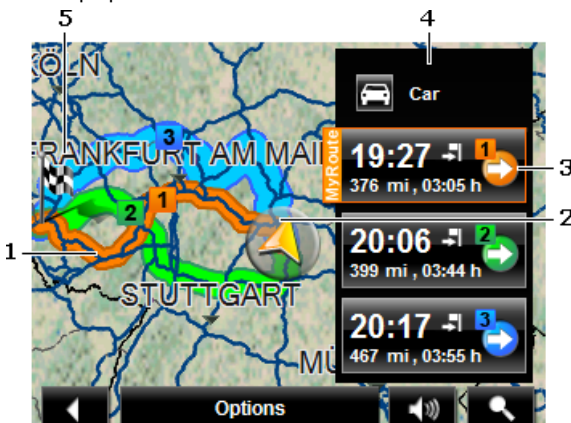 5
4
KÖLN
3
Car
FRANKFURT AM MAI
MyRoute
19:27
1
376 mi , 03:05 h
3
2
1
2
20:06
2
399 mi , 03:44 h
1
STUTTGART
20:17
3
467 mi , 03:55 h
MÜ
Options